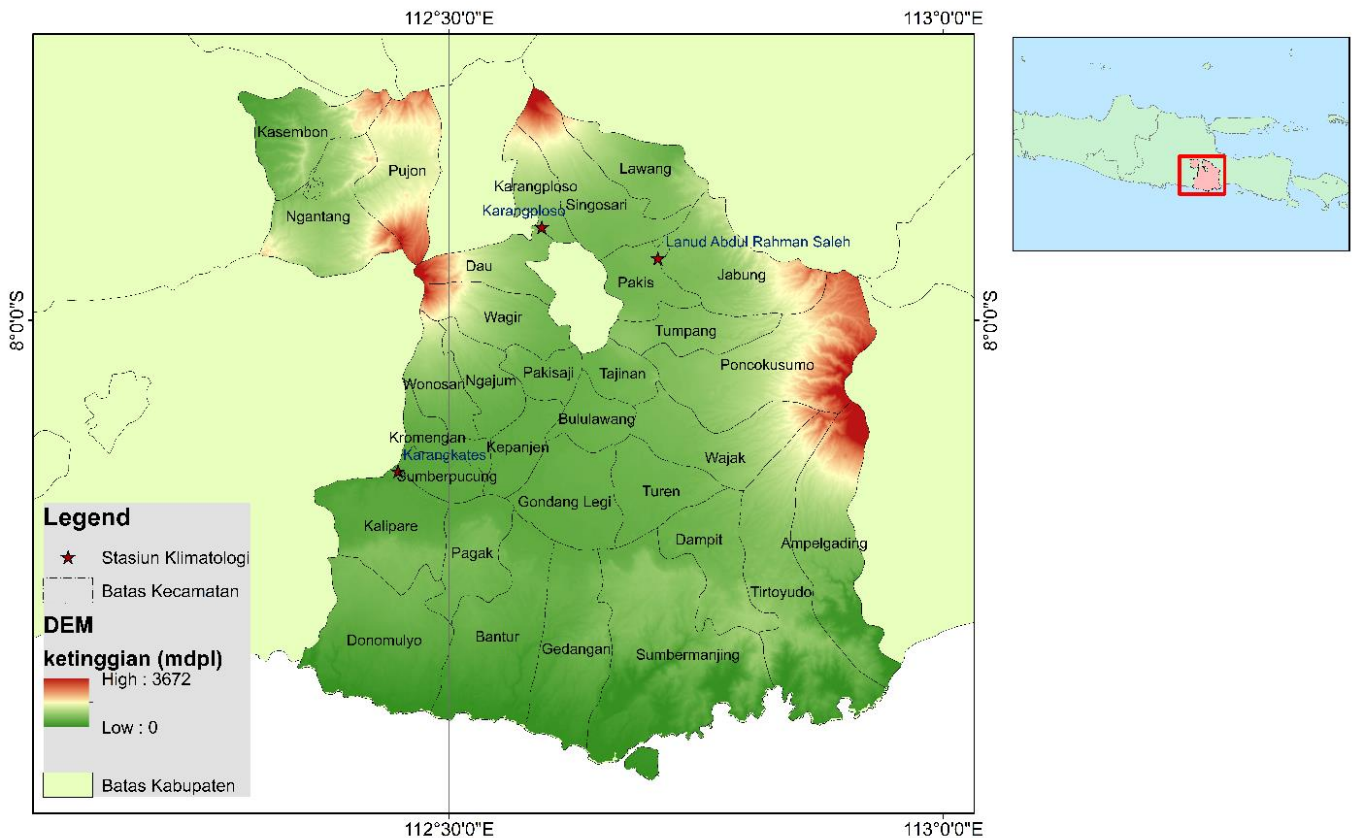 112°30'0"E
113°0'0"E
Kasembon
Pujon
Lawang
Karangploso
Karangploso
Singosari
Ngantang
Lanud Abdul Rahman Saleh
Dau
Jabung
Pakis
8°0'0"S
8°0'0"S
Wagir
Tumpang
Poncokusumo
Wonosari
Ngajum
Pakisaji
Tajinan
Bululawang
Kromengan
Kepanjen
Karangkates
Sumberpucung
Wajak
Turen
Gondang Legi
Kalipare
Pagak
Dampit
Ampelgading
Tirtoyudo
Donomulyo
Bantur
Gedangan
Sumbermanjing
Legend
Stasiun Klimatologi
Batas Kecamatan
DEM
ketinggian (mdpl)
High : 3672
Low : 0
Batas Kabupaten
112°30'0"E
113°0'0"E